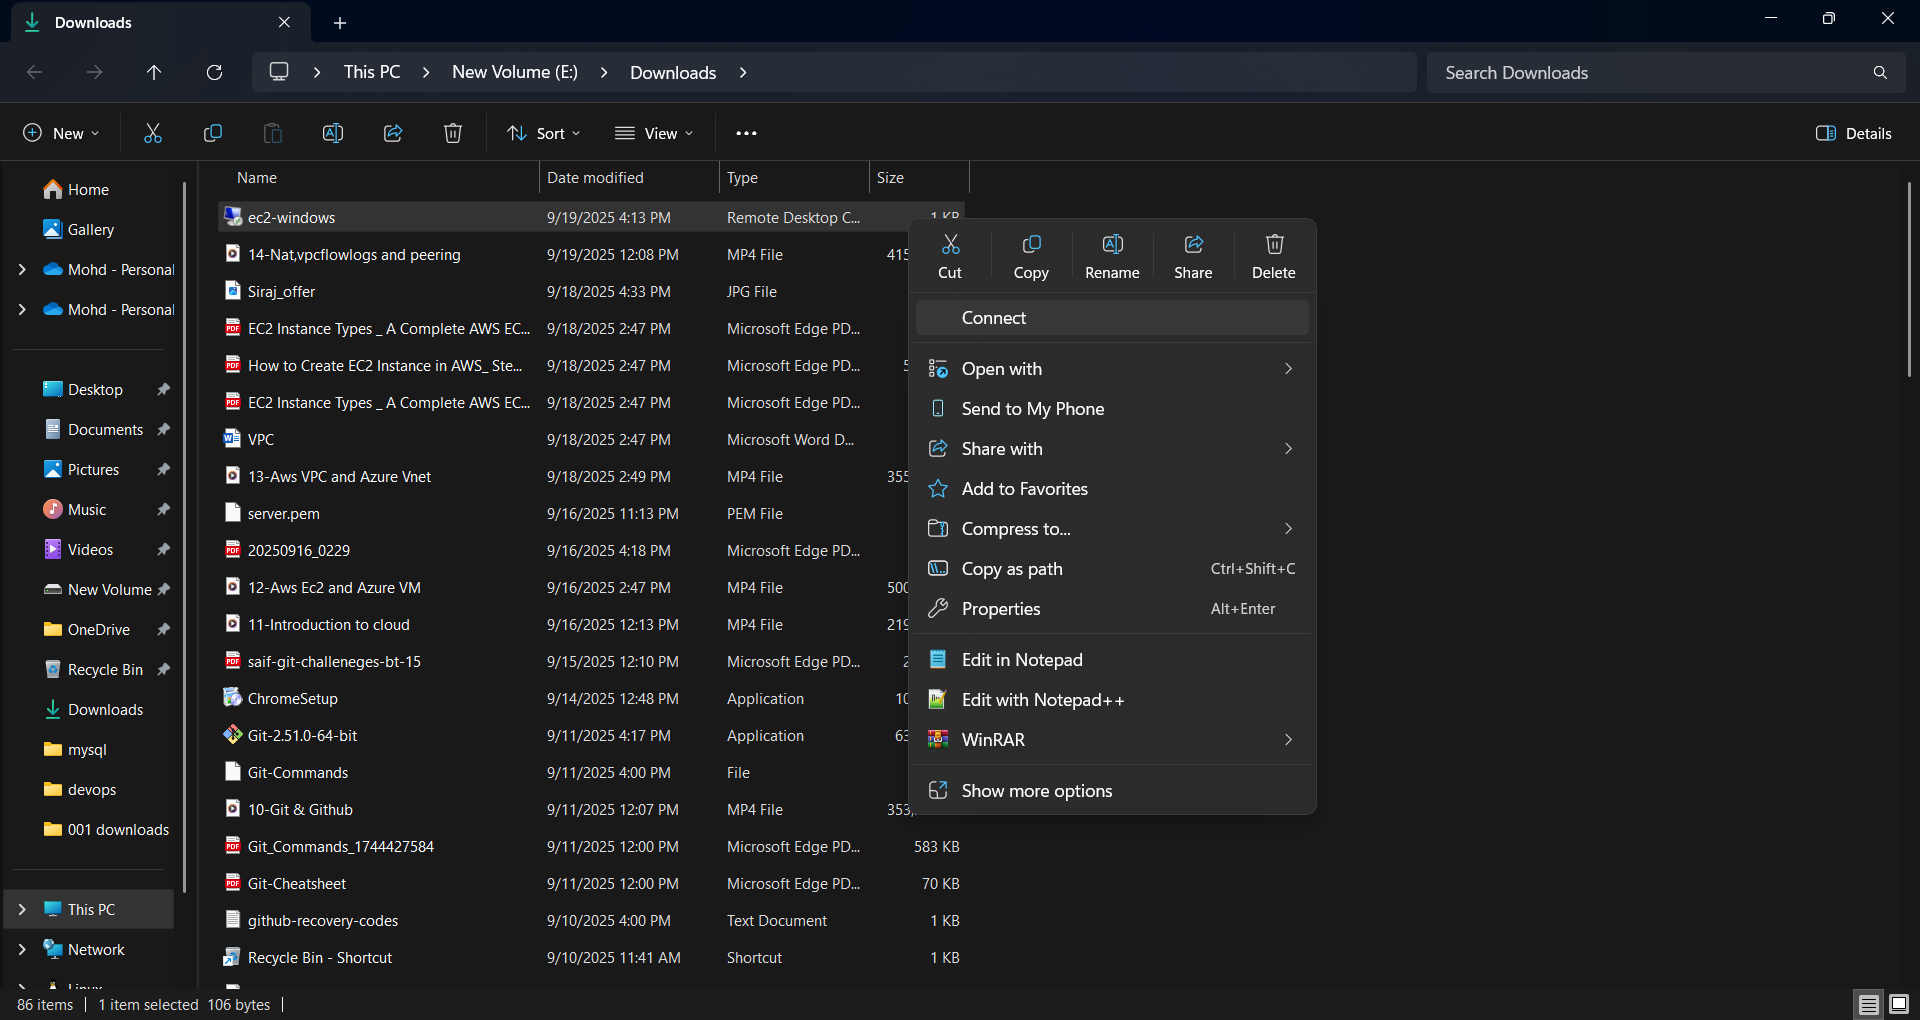 Downloads
This PC
New Volume (E:)
Downloads
Search Downloads
New
Sort
View
Details
Home
Gallery
Mohd - Personal
Mohd - Personal
Desktop
Documents
Pictures
Music
Videos
New Volume
OneDrive
Recycle Bin
Downloads
mysql
devops
001 downloads
This PC
Network
Name Date modified Type Size
ec2-windows 9/19/2025 4:13 PM Remote Desktop C... 1 KB
14-Nat,vpcflowlogs and peering 9/19/2025 12:08 PM MP4 File 415
Siraj_offer 9/18/2025 4:33 PM JPG File
EC2 Instance Types _ A Complete AWS EC... 9/18/2025 2:47 PM Microsoft Edge PD...
How to Create EC2 Instance in AWS_ Ste... 9/18/2025 2:47 PM Microsoft Edge PD... 5
EC2 Instance Types _ A Complete AWS EC... 9/18/2025 2:47 PM Microsoft Edge PD...
VPC 9/18/2025 2:47 PM Microsoft Word D...
13-Aws VPC and Azure Vnet 9/18/2025 2:49 PM MP4 File 355
server.pem 9/16/2025 11:13 PM PEM File
20250916_0229 9/16/2025 4:18 PM Microsoft Edge PD...
12-Aws Ec2 and Azure VM 9/16/2025 2:47 PM MP4 File 500
11-Introduction to cloud 9/16/2025 12:13 PM MP4 File 219
saif-git-challeneges-bt-15 9/15/2025 12:10 PM Microsoft Edge PD... 2
ChromeSetup 9/14/2025 12:48 PM Application 10
Git-2.51.0-64-bit 9/11/2025 4:17 PM Application 63
Git-Commands 9/11/2025 4:00 PM File
10-Git & Github 9/11/2025 12:07 PM MP4 File 353,
Git_Commands_1744427584 9/11/2025 12:00 PM Microsoft Edge PD... 583 KB
Git-Cheatsheet 9/11/2025 12:00 PM Microsoft Edge PD... 70 KB
github-recovery-codes 9/10/2025 4:00 PM Text Document 1 KB
Recycle Bin - Shortcut 9/10/2025 11:41 AM Shortcut 1 KB
Cut Copy Rename Share Delete
Connect
Open with
Send to My Phone
Share with
Add to Favorites
Compress to...
Copy as path Ctrl+Shift+C
Properties Alt+Enter
Edit in Notepad
Edit with Notepad++
WinRAR
Show more options
86 items 1 item selected 106 bytes